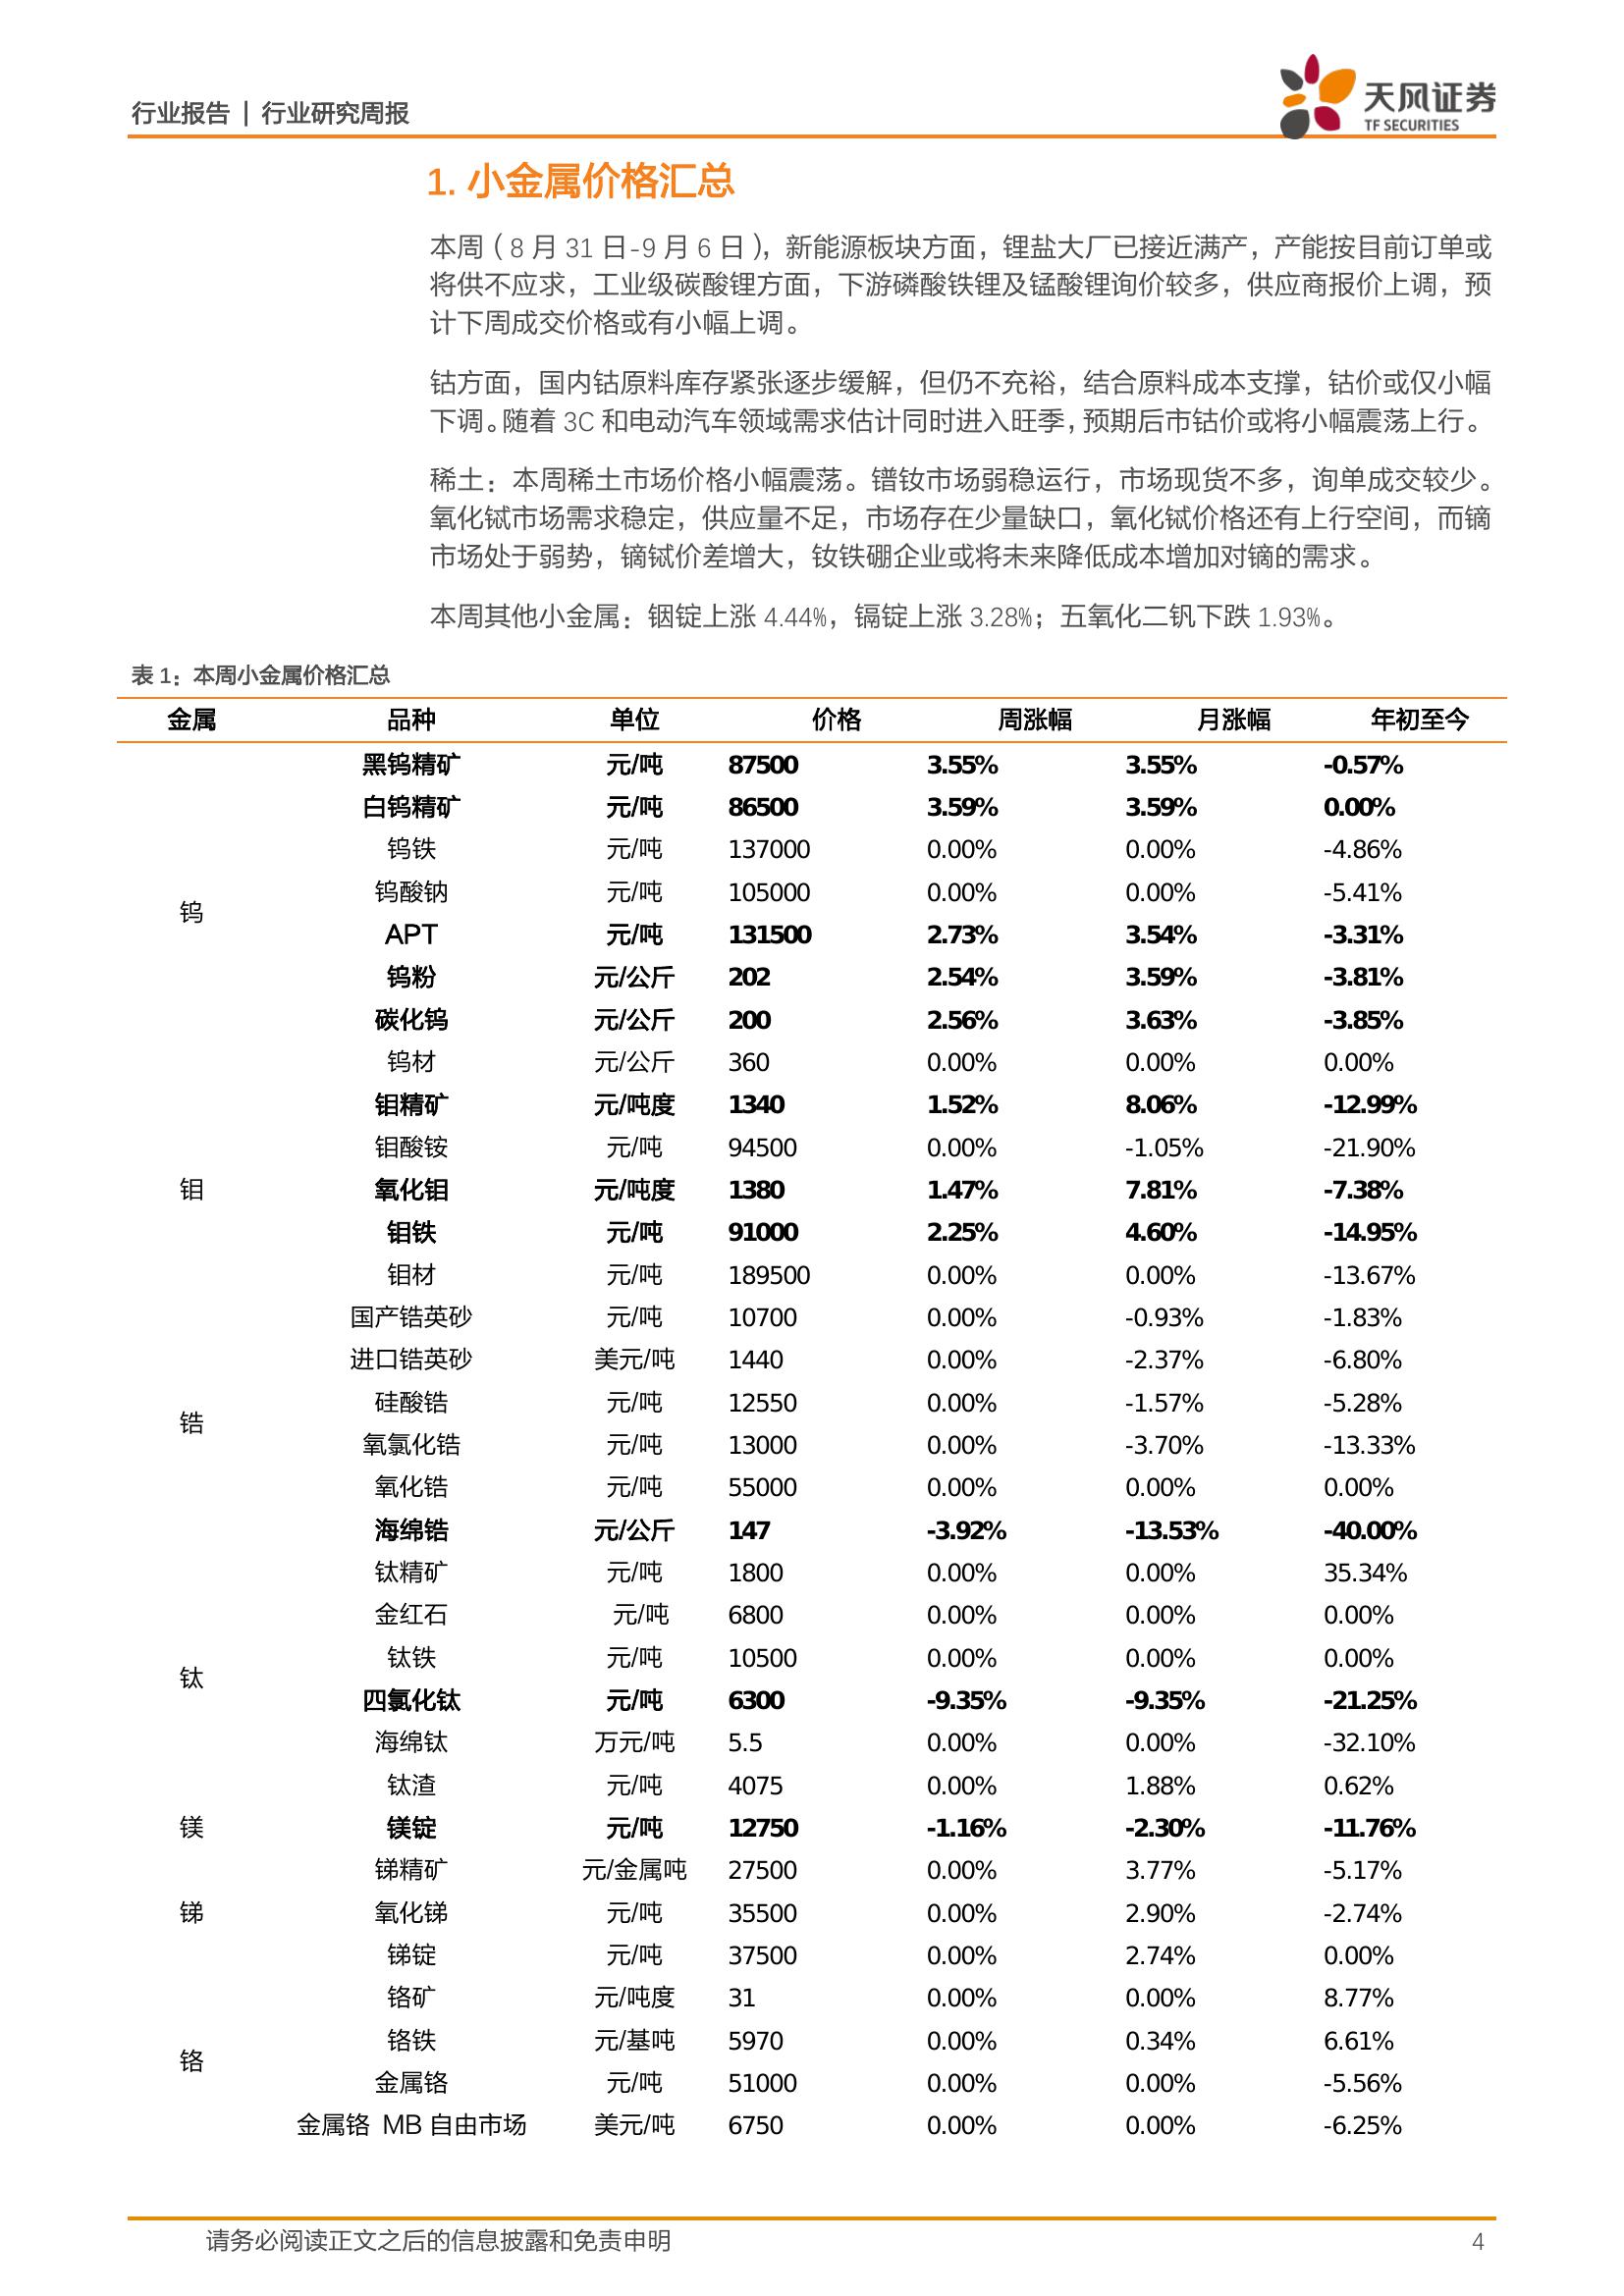 行业报告 | 行业研究周报
天风证券
TF SECURITIES
1. 小金属价格汇总
本周（8 月 31 日-9 月 6 日），新能源板块方面，锂盐大厂已接近满产，产能按目前订单或
将供不应求，工业级碳酸锂方面，下游磷酸铁锂及锰酸锂询价较多，供应商报价上调，预
计下周成交价格或有小幅上调。
钴方面，国内钴原料库存紧张逐步缓解，但仍不充裕，结合原料成本支撑，钴价或仅小幅
下调。随着 3C 和电动汽车领域需求估计同时进入旺季，预期后市钴价或将小幅震荡上行。
稀土：本周稀土市场价格小幅震荡。镨钕市场弱稳运行，市场现货不多，询单成交较少。
氧化铽市场需求稳定，供应量不足，市场存在少量缺口，氧化铽价格还有上行空间，而镝
市场处于弱势，镝铽价差增大，钕铁硼企业或将未来降低成本增加对镝的需求。
本周其他小金属：铟锭上涨 4.44%，镉锭上涨 3.28%；五氧化二钒下跌 1.93%。
表 1：本周小金属价格汇总
金属 品种 单位 价格 周涨幅 月涨幅 年初至今
黑钨精矿 元/吨 87500 3.55% 3.55% -0.57%
白钨精矿 元/吨 86500 3.59% 3.59% 0.00%
钨铁 元/吨 137000 0.00% 0.00% -4.86%
钨酸钠 元/吨 105000 0.00% 0.00% -5.41%
钨
APT 元/吨 131500 2.73% 3.54% -3.31%
钨粉 元/公斤 202 2.54% 3.59% -3.81%
碳化钨 元/公斤 200 2.56% 3.63% -3.85%
钨材 元/公斤 360 0.00% 0.00% 0.00%
钼精矿 元/吨度 1340 1.52% 8.06% -12.99%
钼酸铵 元/吨 94500 0.00% -1.05% -21.90%
钼 氧化钼 元/吨度 1380 1.47% 7.81% -7.38%
钼铁 元/吨 91000 2.25% 4.60% -14.95%
钼材 元/吨 189500 0.00% 0.00% -13.67%
国产锆英砂 元/吨 10700 0.00% -0.93% -1.83%
进口锆英砂 美元/吨 1440 0.00% -2.37% -6.80%
硅酸锆 元/吨 12550 0.00% -1.57% -5.28%
锆
氧氯化锆 元/吨 13000 0.00% -3.70% -13.33%
氧化锆 元/吨 55000 0.00% 0.00% 0.00%
海绵锆 元/公斤 147 -3.92% -13.53% -40.00%
钛精矿 元/吨 1800 0.00% 0.00% 35.34%
金红石 元/吨 6800 0.00% 0.00% 0.00%
钛铁 元/吨 10500 0.00% 0.00% 0.00%
钛
四氯化钛 元/吨 6300 -9.35% -9.35% -21.25%
海绵钛 万元/吨 5.5 0.00% 0.00% -32.10%
钛渣 元/吨 4075 0.00% 1.88% 0.62%
镁 镁锭 元/吨 12750 -1.16% -2.30% -11.76%
锑精矿 元/金属吨 27500 0.00% 3.77% -5.17%
锑 氧化锑 元/吨 35500 0.00% 2.90% -2.74%
锑锭 元/吨 37500 0.00% 2.74% 0.00%
铬矿 元/吨度 31 0.00% 0.00% 8.77%
铬铁 元/基吨 5970 0.00% 0.34% 6.61%
铬
金属铬 元/吨 51000 0.00% 0.00% -5.56%
金属铬 MB 自由市场 美元/吨 6750 0.00% 0.00% -6.25%
请务必阅读正文之后的信息披露和免责申明 4